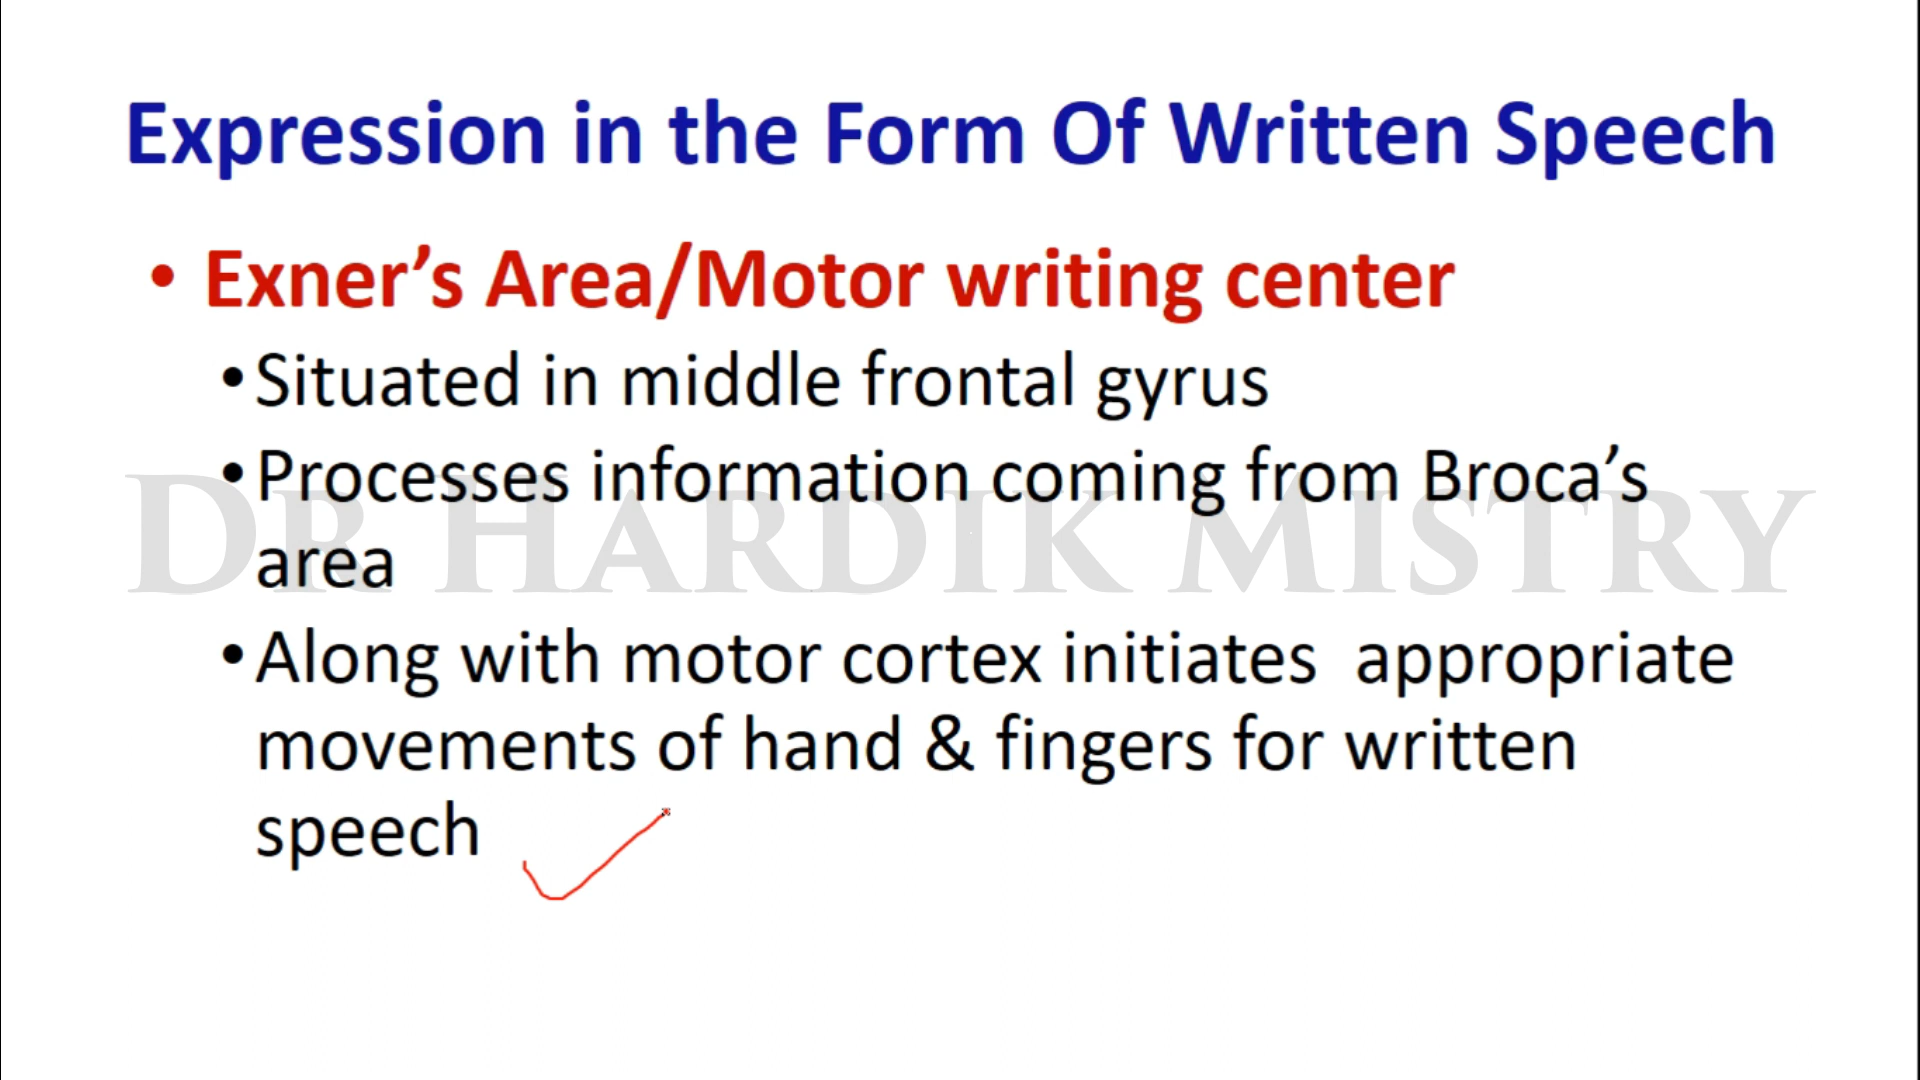 Expression in the Form Of Written Speech
• Exner’s Area/Motor writing center
•Situated in middle frontal gyrus
•Processes information coming from Broca’s
area
DR HARDIK MISTRY
•Along with motor cortex initiates  appropriate
movements of hand & fingers for written
speech